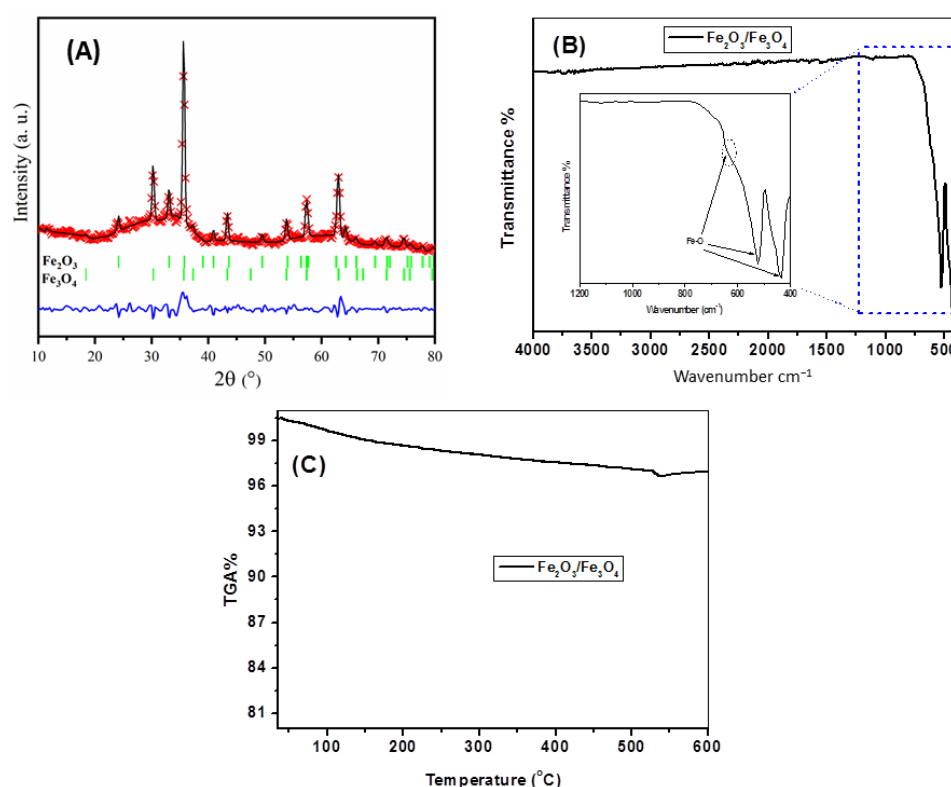 (A)
Intensity (a. u.)
Fe₂O₃
Fe₃O₄
10 20 30 40 50 60 70 80
2θ (°)
(B)
Fe₂O₃/Fe₃O₄
Transmittance %
Transmittance %
Fe-O
1200 1000 800 600 400
Wavenumber (cm⁻¹)
4000 3500 3000 2500 2000 1500 1000 500
Wavenumber cm⁻¹
(C)
Fe₂O₃/Fe₃O₄
TGA%
99
96
93
90
87
84
81
100 200 300 400 500 600
Temperature (°C)